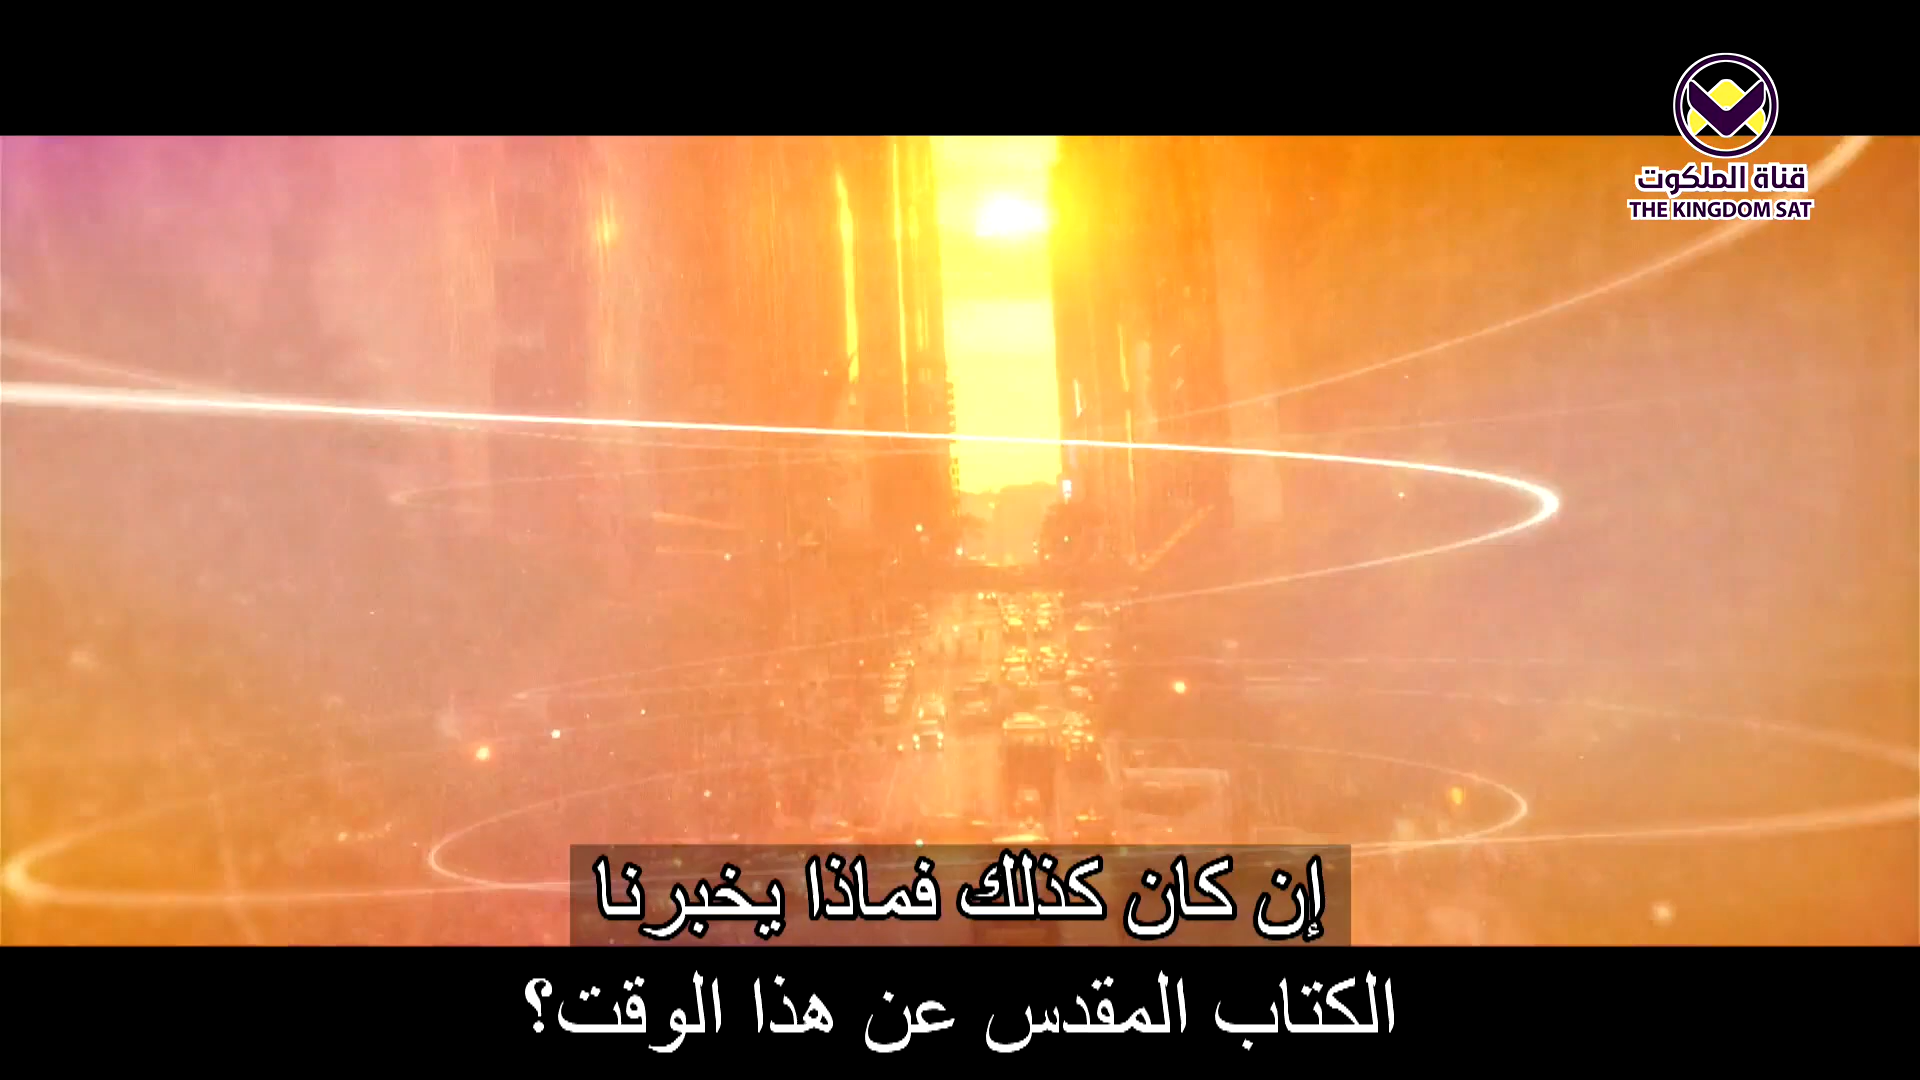 قناة الملكوت
THE KINGDOM SAT
إن كان كذلك فماذا يخبرنا
الكتاب المقدس عن هذا الوقت؟